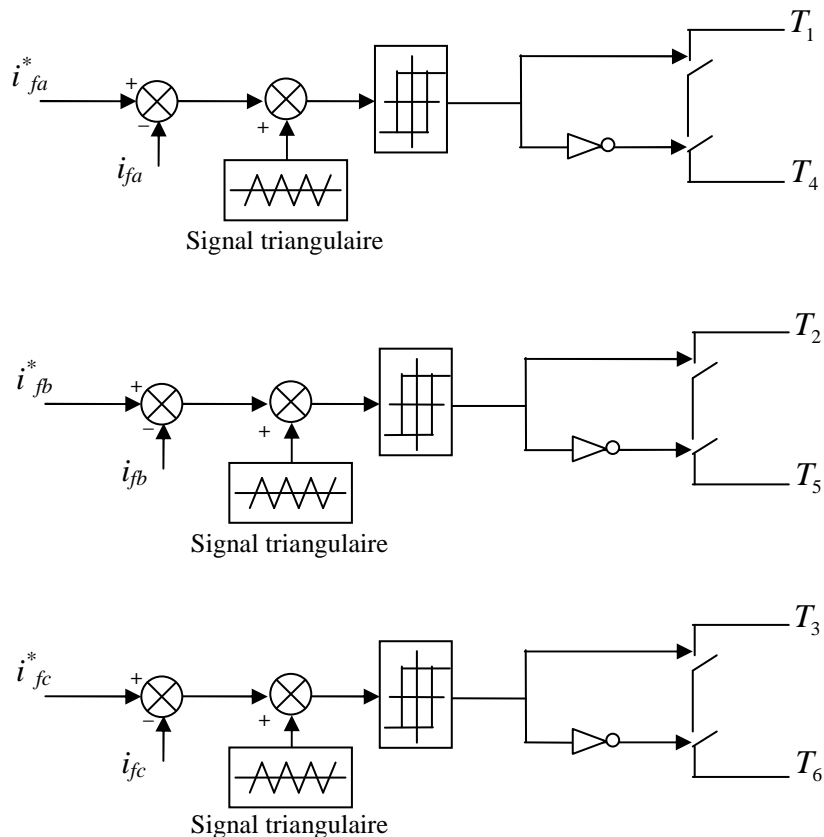 T₁
i*fa
+
−
+
ifa
T₄
Signal triangulaire
T₂
i*fb
+
−
+
ifb
T₅
Signal triangulaire
T₃
i*fc
+
−
+
ifc
T₆
Signal triangulaire